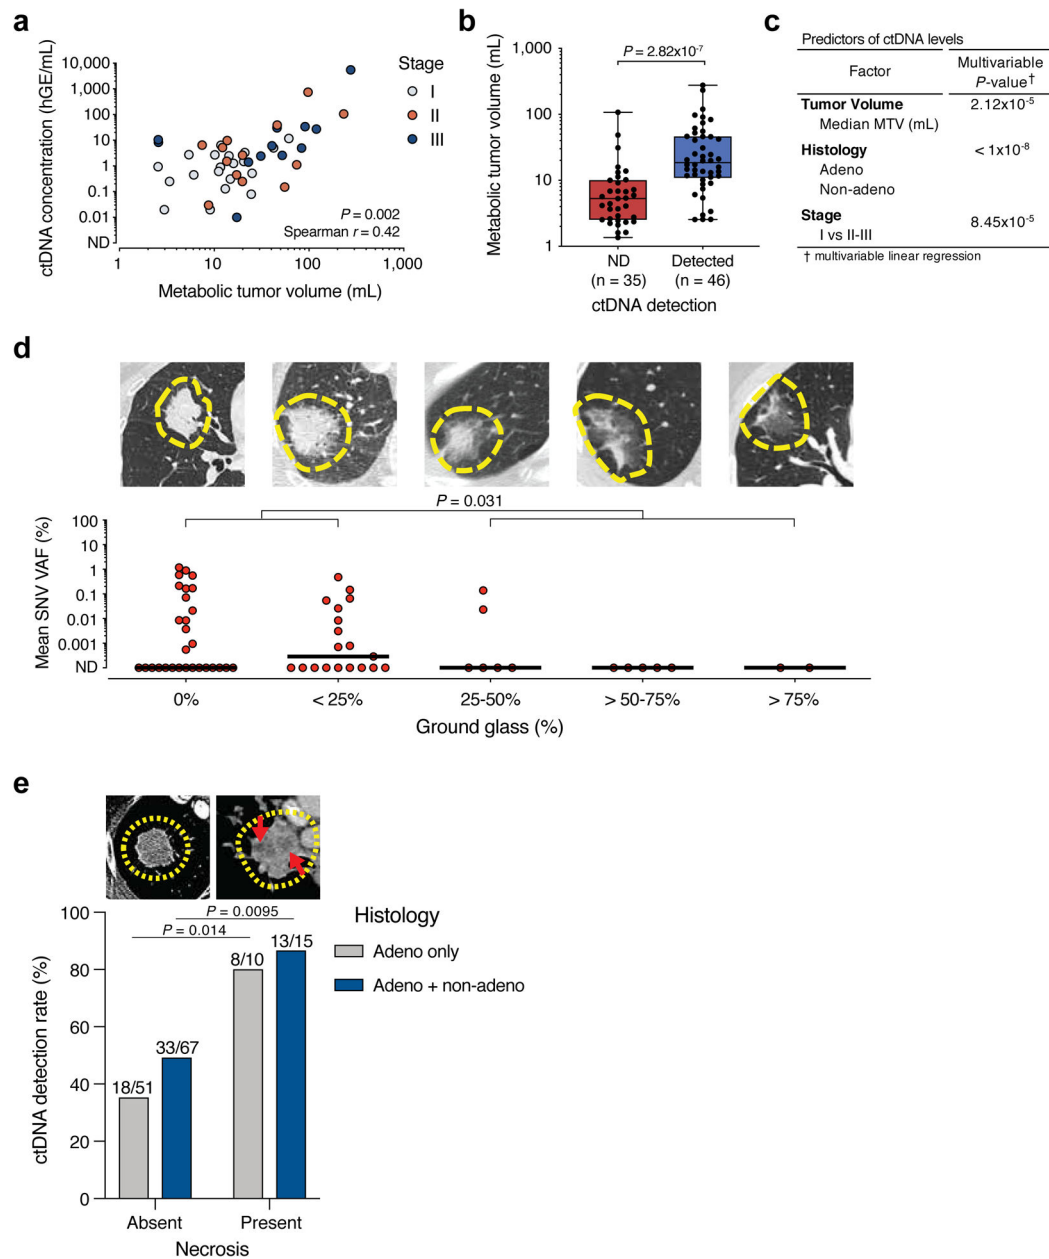 a
ctDNA concentration (hGE/mL)
10,000
1,000
100
10
1
0.1
0.01
ND
Stage
I
II
III
P = 0.002
Spearman r = 0.42
1
10
100
1,000
Metabolic tumor volume (mL)
b
Metabolic tumor volume (mL)
1,000
100
10
1
P = 2.82x10-7
ND
(n = 35)
Detected
(n = 46)
ctDNA detection
c
Predictors of ctDNA levels
Factor
Multivariable
P-value†
Tumor Volume
2.12x10-5
Median MTV (mL)
Histology
< 1x10-8
Adeno
Non-adeno
Stage
8.45x10-5
I vs II-III
† multivariable linear regression
d
P = 0.031
Mean SNV VAF (%)
100
10
1
0.1
0.01
0.001
ND
0%
< 25%
25-50%
> 50-75%
> 75%
Ground glass (%)
e
P = 0.0095
P = 0.014
Histology
Adeno only
Adeno + non-adeno
ctDNA detection rate (%)
100
80
60
40
20
0
18/51
33/67
8/10
13/15
Absent
Present
Necrosis